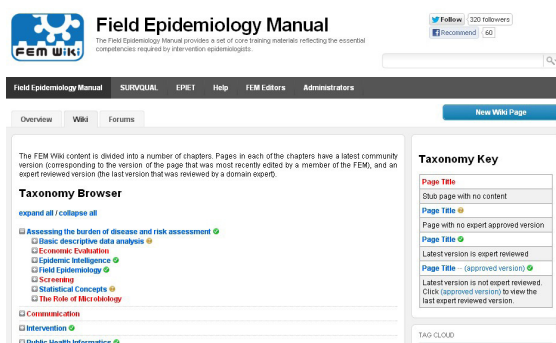 FEM Wiki
Field Epidemiology Manual
The Field Epidemiology Manual provides a set of core training materials reflecting the essential
competencies required by intervention epidemiologists.
Follow
320 followers
Recommend
60
Field Epidemiology Manual
SURVQUAL
EPIET
Help
FEM Editors
Administrators
Overview
Wiki
Forums
New Wiki Page
The FEM Wiki content is divided into a number of chapters. Pages in each of the chapters have a latest community
version (corresponding to the version of the page that was most recently edited by a member of the FEM), and an
expert reviewed version (the last version that was reviewed by a domain expert).
Taxonomy Browser
expand all / collapse all
Assessing the burden of disease and risk assessment
Basic descriptive data analysis
Economic Evaluation
Epidemic Intelligence
Field Epidemiology
Screening
Statistical Concepts
The Role of Microbiology
Communication
Intervention
Public Health Informatics
Taxonomy Key
Page Title
Stub page with no content
Page Title
Page with no expert approved version
Page Title
Latest version is expert reviewed
Page Title – (approved version)
Latest version is not expert reviewed.
Click (approved version) to view the
last expert reviewed version.
TAG CLOUD